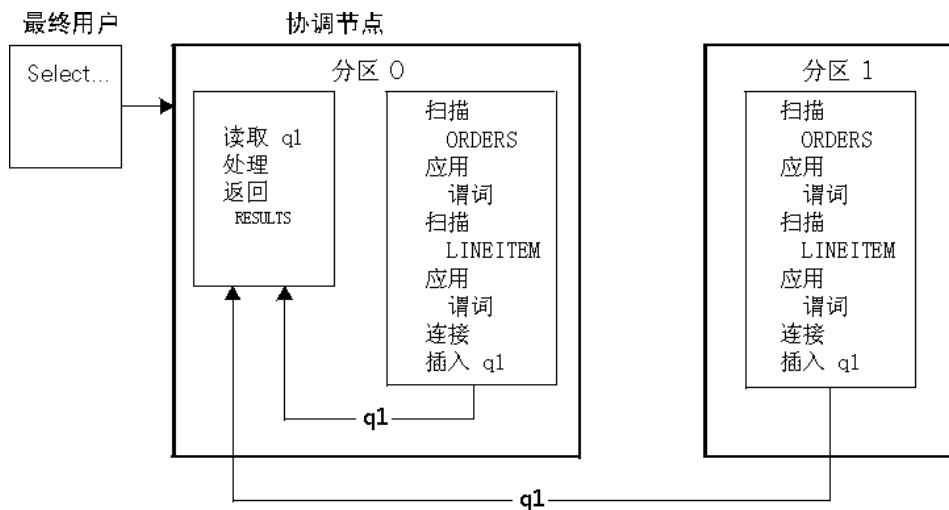 最终用户
协调节点
Select...
分区 0
读取 q1
处理
返回
RESULTS
扫描
ORDERS
应用
谓词
扫描
LINEITEM
应用
谓词
连接
插入 q1
分区 1
扫描
ORDERS
应用
谓词
扫描
LINEITEM
应用
谓词
连接
插入 q1
q1
q1